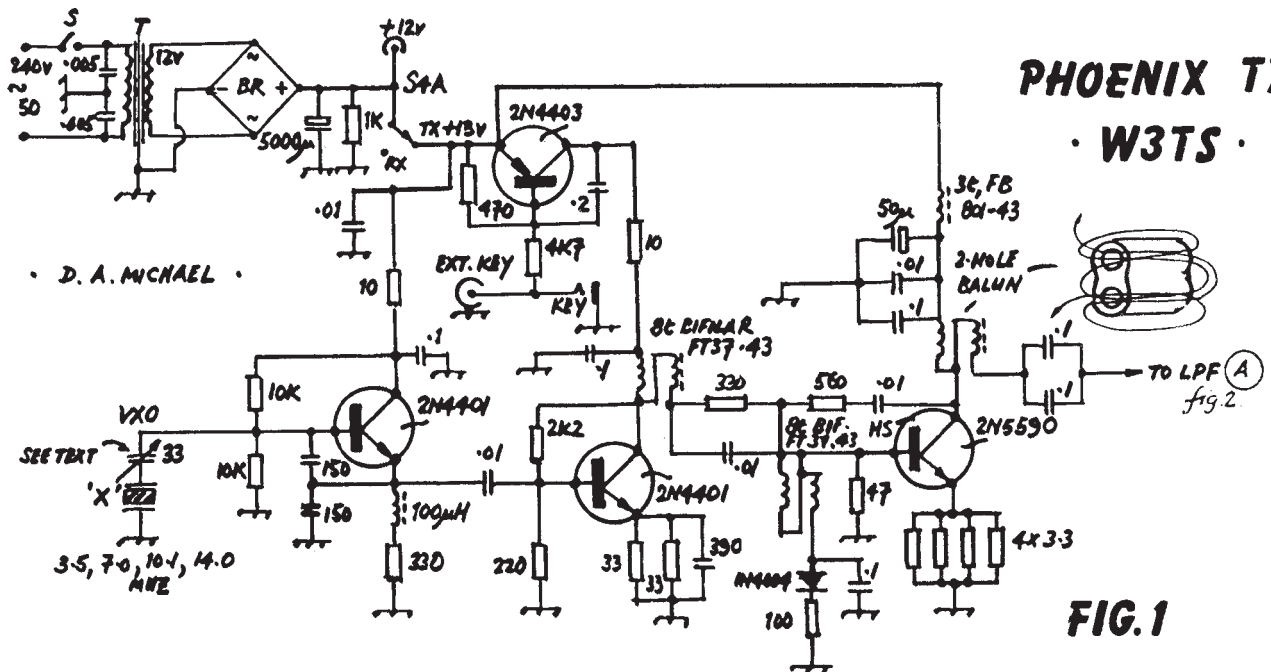 PHOENIX TX
· W3TS ·
· D. A. MICHAEL ·
S
T
240V
~
50
.005
.005
12V
~
- BR +
~
5000µ
1K
+12V
S4A
TX+13V
RX
2N4403
470
.2
.01
10
4K7
10
EXT. KEY
KEY
.1
.1
8t BIFILAR
FT37-43
50µ
.01
.1
3t, FB
801-43
2-HOLE
BALUN
.1
.1
TO LPF A
fig.2
VXO
SEE TEXT
33
"X"
3.5, 7.0, 10.1, 14.0
MHZ
10K
10K
150
150
2N4401
100µH
330
.01
2K2
220
2N4401
33
33
390
330
560
.01
.01
8t BIF.
FT37-43
HS
2N5590
47
1N4004
.1
100
4 X 3.3
FIG.1